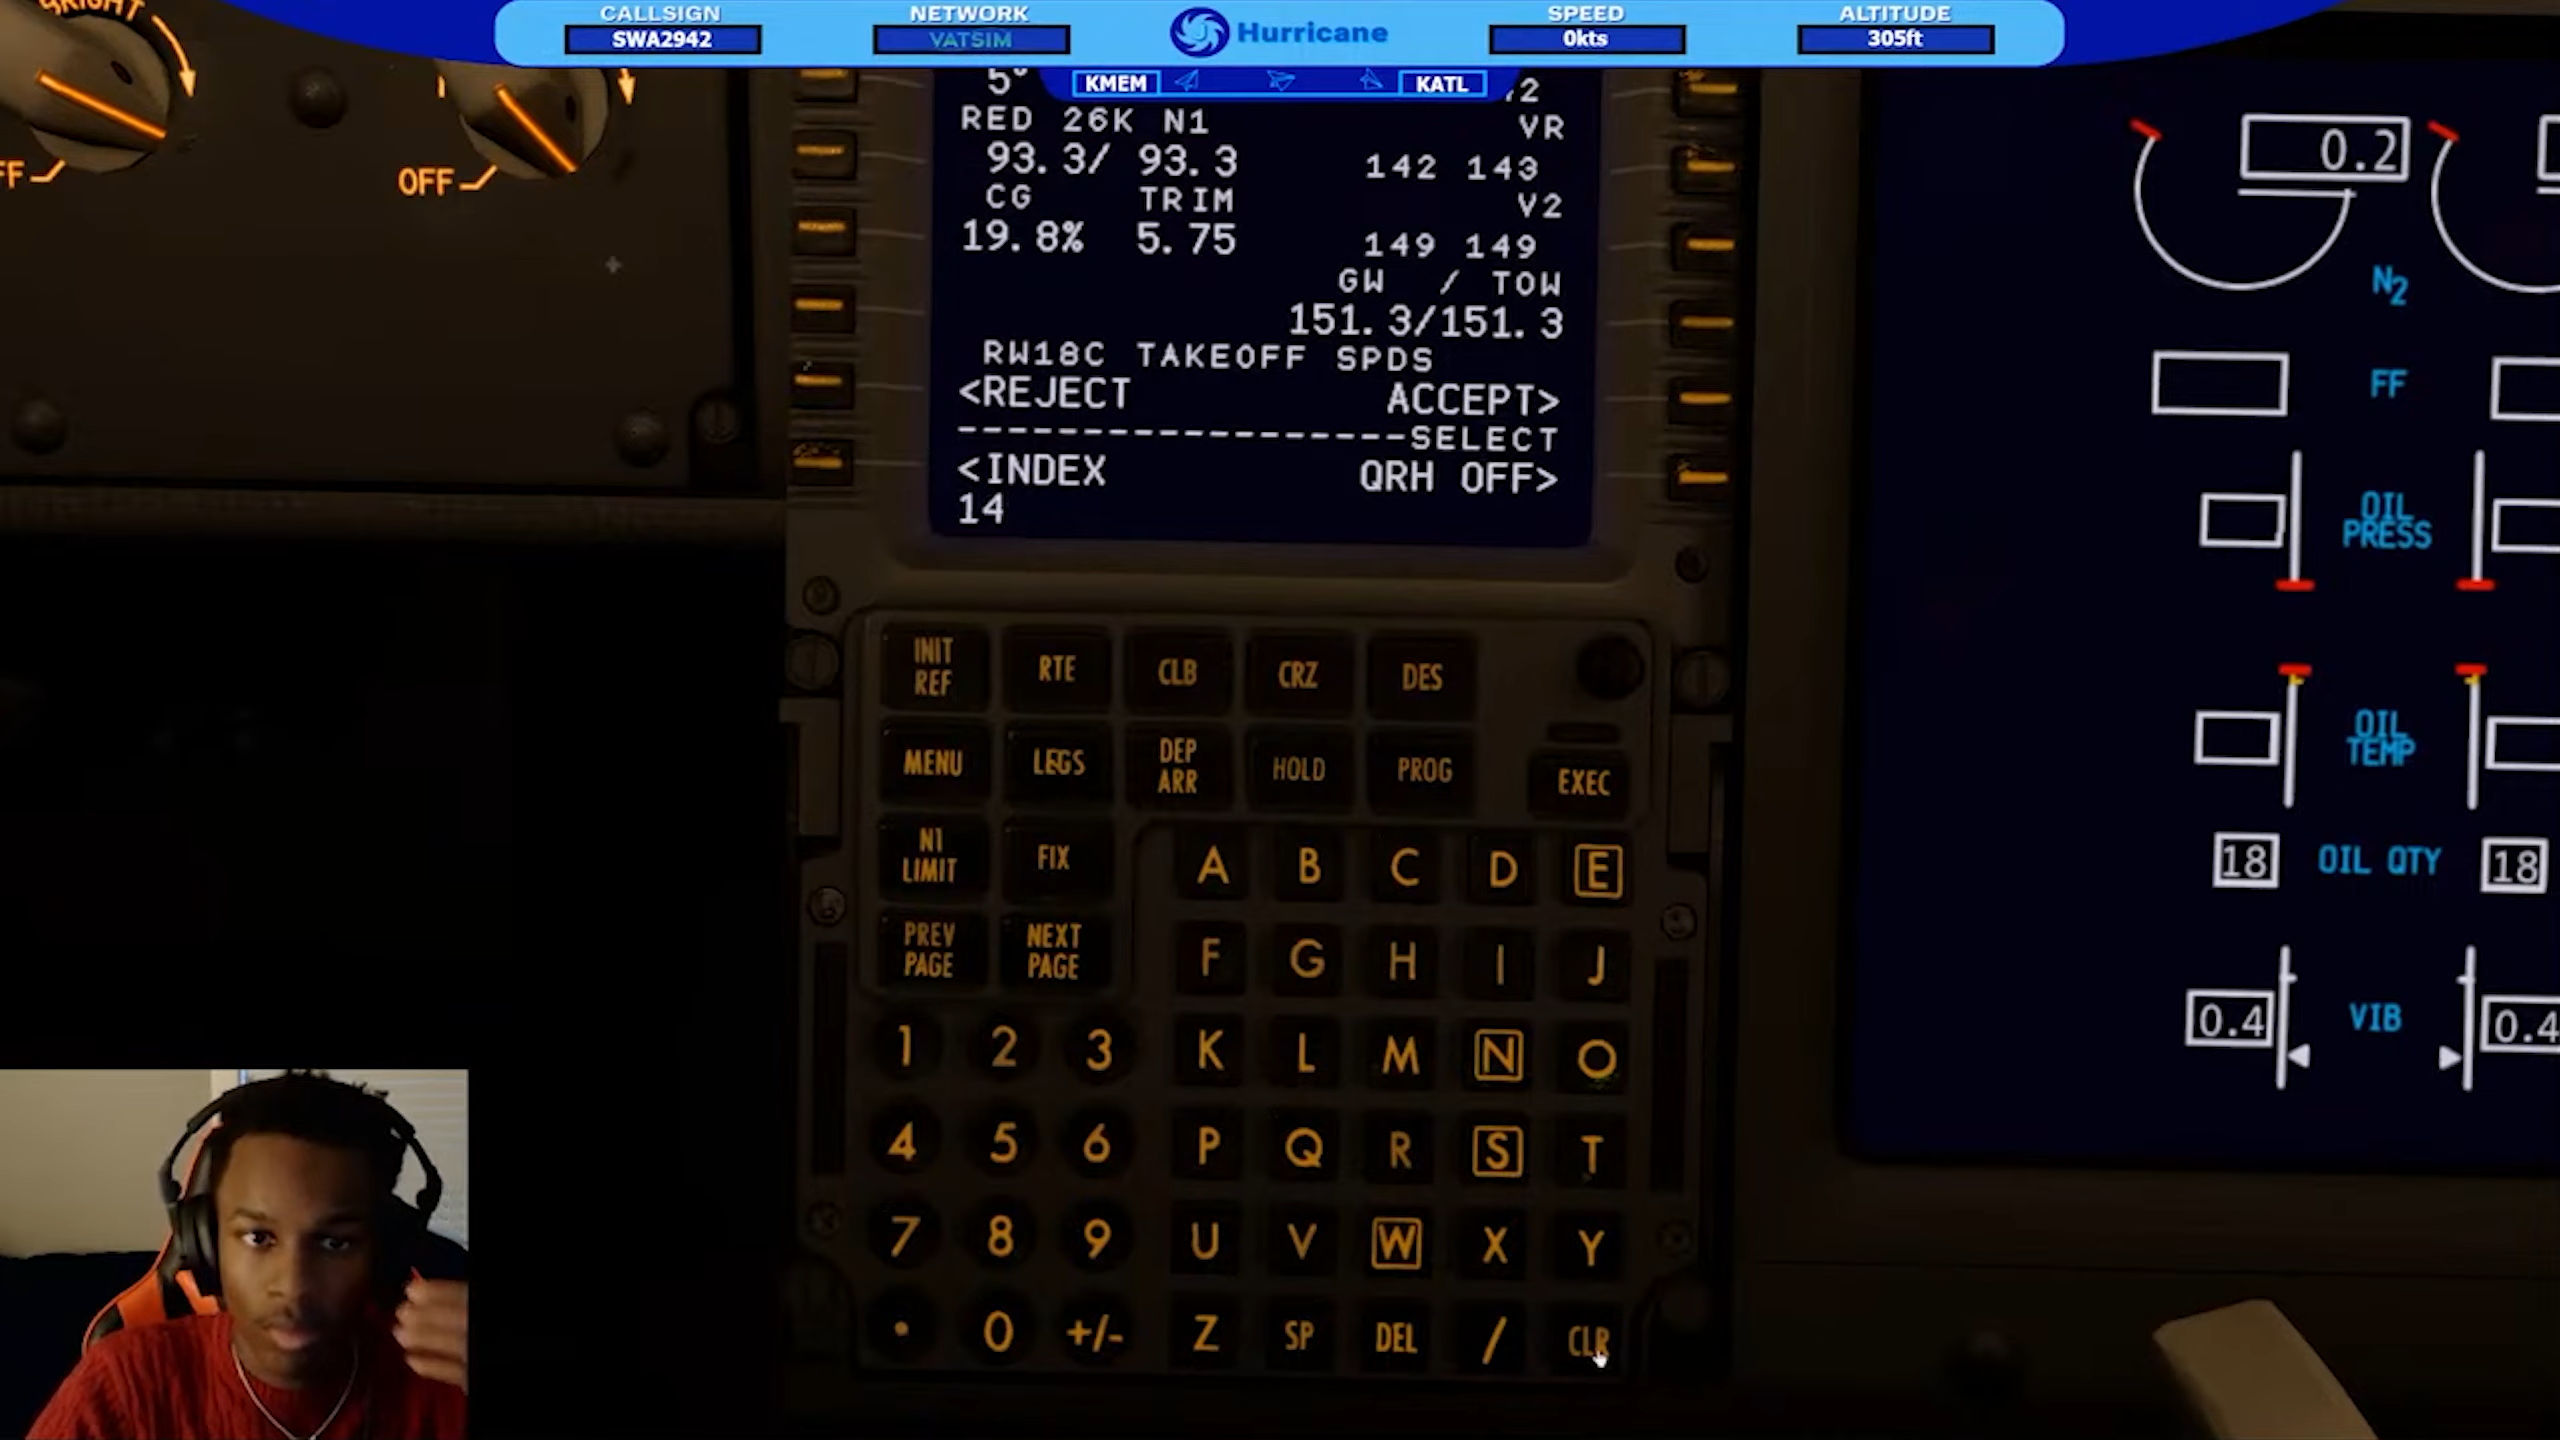 CALLSIGN
SWA2942
NETWORK
VATSIM
Hurricane
SPEED
0kts
ALTITUDE
305ft
KMEM
KATL
OFF
5°
RED 26K N1
VR
93.3/ 93.3
142 143
CG
TRIM
V2
19.8%
5.75
149 149
GW / TOW
151.3/151.3
RW18C TAKEOFF SPDS
<REJECT
ACCEPT>
------------------SELECT
<INDEX
QRH OFF>
14
INIT REF
RTE
CLB
CRZ
DES
MENU
LEGS
DEP ARR
HOLD
PROG
EXEC
N1 LIMIT
FIX
A
B
C
D
E
PREV PAGE
NEXT PAGE
F
G
H
I
J
1
2
3
K
L
M
N
O
4
5
6
P
Q
R
S
T
7
8
9
U
V
W
X
Y
.
0
+/-
Z
SP
DEL
/
CLR
0.2
N2
FF
OIL PRESS
OIL TEMP
18
OIL QTY
18
0.4
VIB
0.4